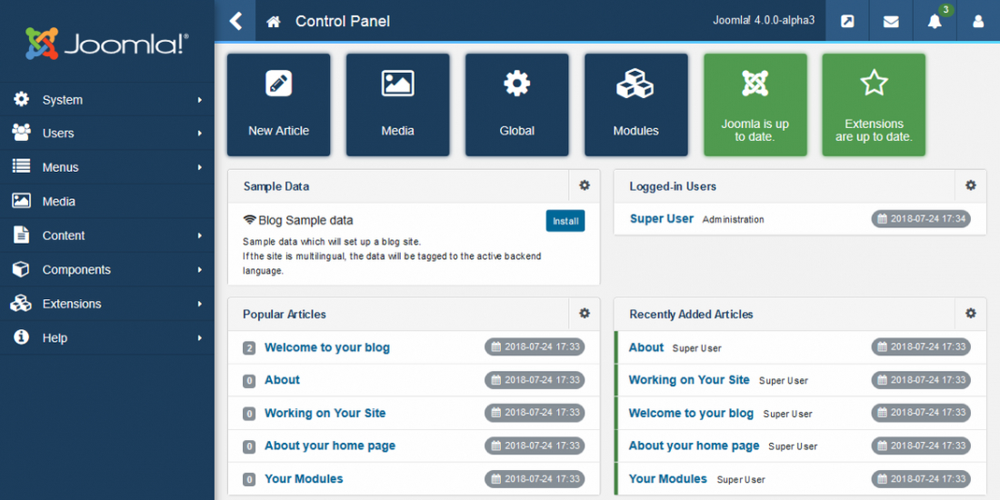 Joomla!®
System
Users
Menus
Media
Content
Components
Extensions
Help
Control Panel
Joomla! 4.0.0-alpha3
3
New Article
Media
Global
Modules
Joomla is up
to date.
Extensions
are up to date.
Sample Data
Blog Sample data
Install
Sample data which will set up a blog site.
If the site is multilingual, the data will be tagged to the active backend
language.
Logged-in Users
Super User Administration 2018-07-24 17:34
Popular Articles
2 Welcome to your blog 2018-07-24 17:33
0 About 2018-07-24 17:33
0 Working on Your Site 2018-07-24 17:33
0 About your home page 2018-07-24 17:33
0 Your Modules 2018-07-24 17:33
Recently Added Articles
About Super User 2018-07-24 17:33
Working on Your Site Super User 2018-07-24 17:33
Welcome to your blog Super User 2018-07-24 17:33
About your home page Super User 2018-07-24 17:33
Your Modules Super User 2018-07-24 17:33